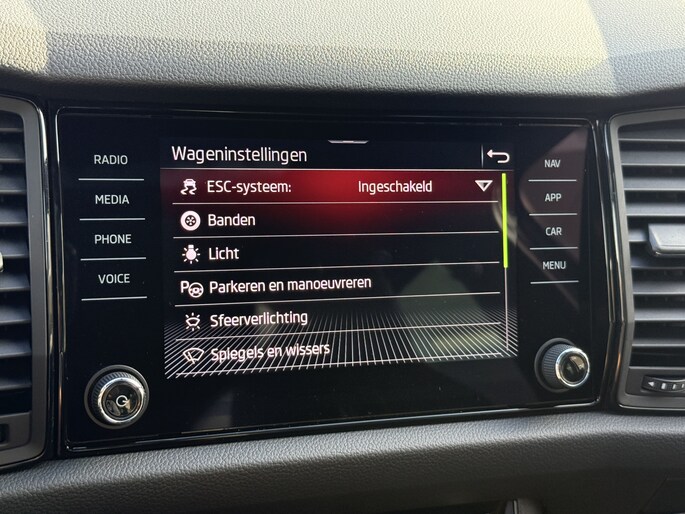 Wageninstellingen
RADIO
MEDIA
PHONE
VOICE
ESC-systeem: Ingeschakeld
Banden
Licht
Parkeren en manoeuvreren
Sfeerverlichting
Spiegels en wissers
NAV
APP
CAR
MENU